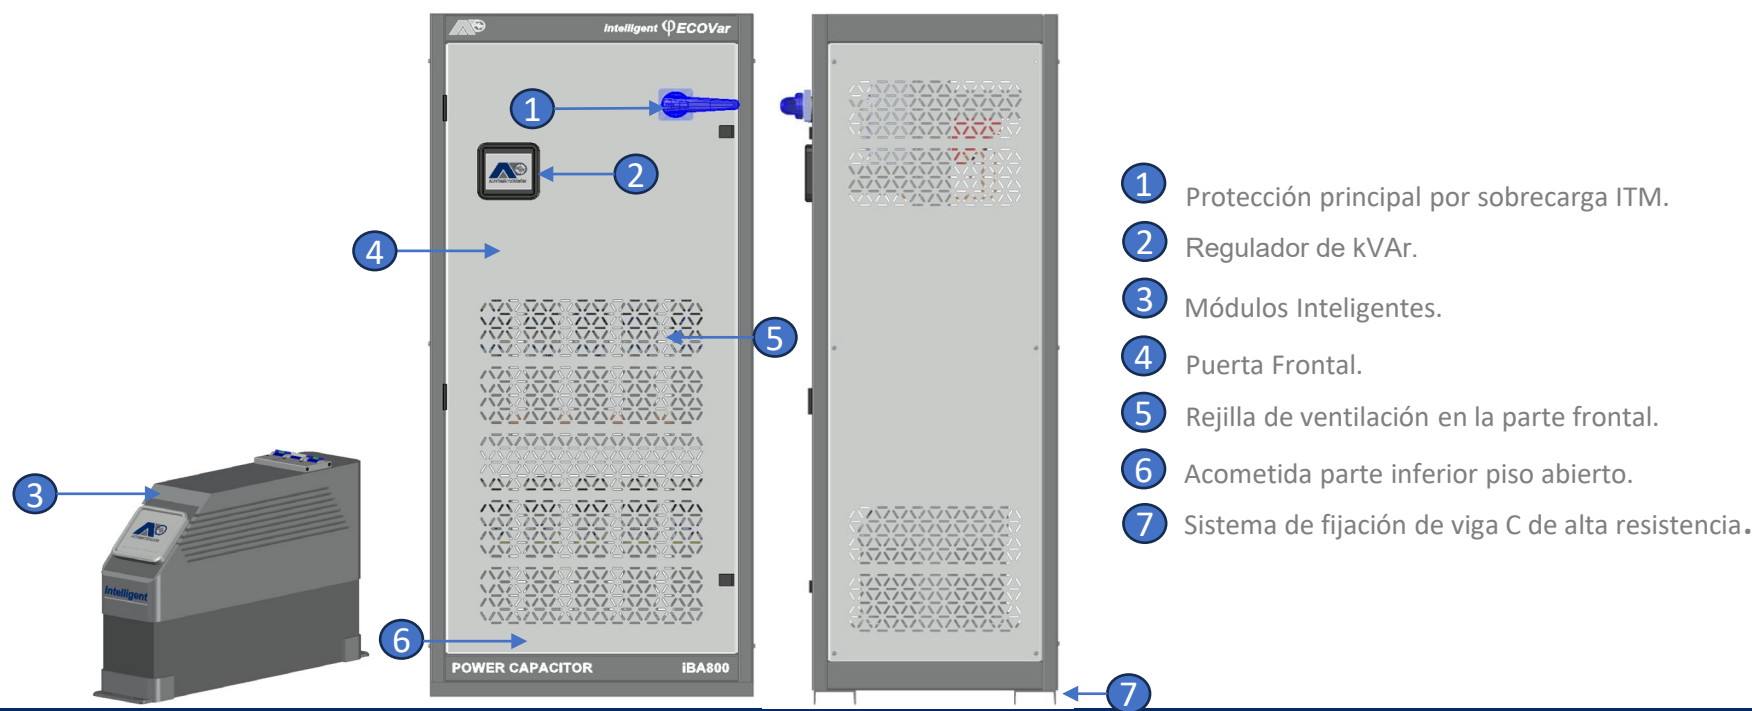 Intelligent φECOVar
1
2
4
5
3
Intelligent
6
POWER CAPACITOR iBA800
7
1 Protección principal por sobrecarga ITM.
2 Regulador de kVAr.
3 Módulos Inteligentes.
4 Puerta Frontal.
5 Rejilla de ventilación en la parte frontal.
6 Acometida parte inferior piso abierto.
7 Sistema de fijación de viga C de alta resistencia.